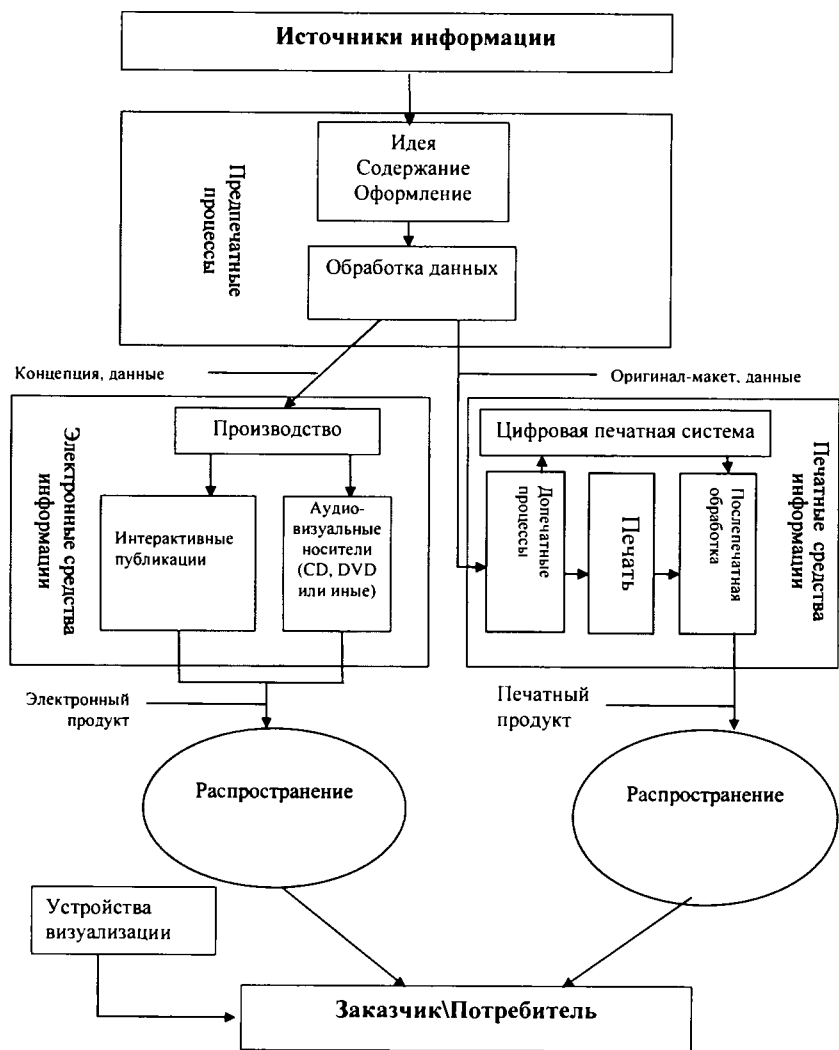 Источники информации
Предпечатные
процессы
Идея
Содержание
Оформление
Обработка данных
Концепция, данные
Оригинал-макет, данные
Электронные средства
информации
Производство
Интерактивные
публикации
Аудио-
визуальные
носители
(CD, DVD
или иные)
Цифровая печатная система
Допечатные
процессы
Печать
Послепечатная
обработка
Печатные средства
информации
Электронный
продукт
Печатный
продукт
Распространение
Распространение
Устройства
визуализации
Заказчик\Потребитель